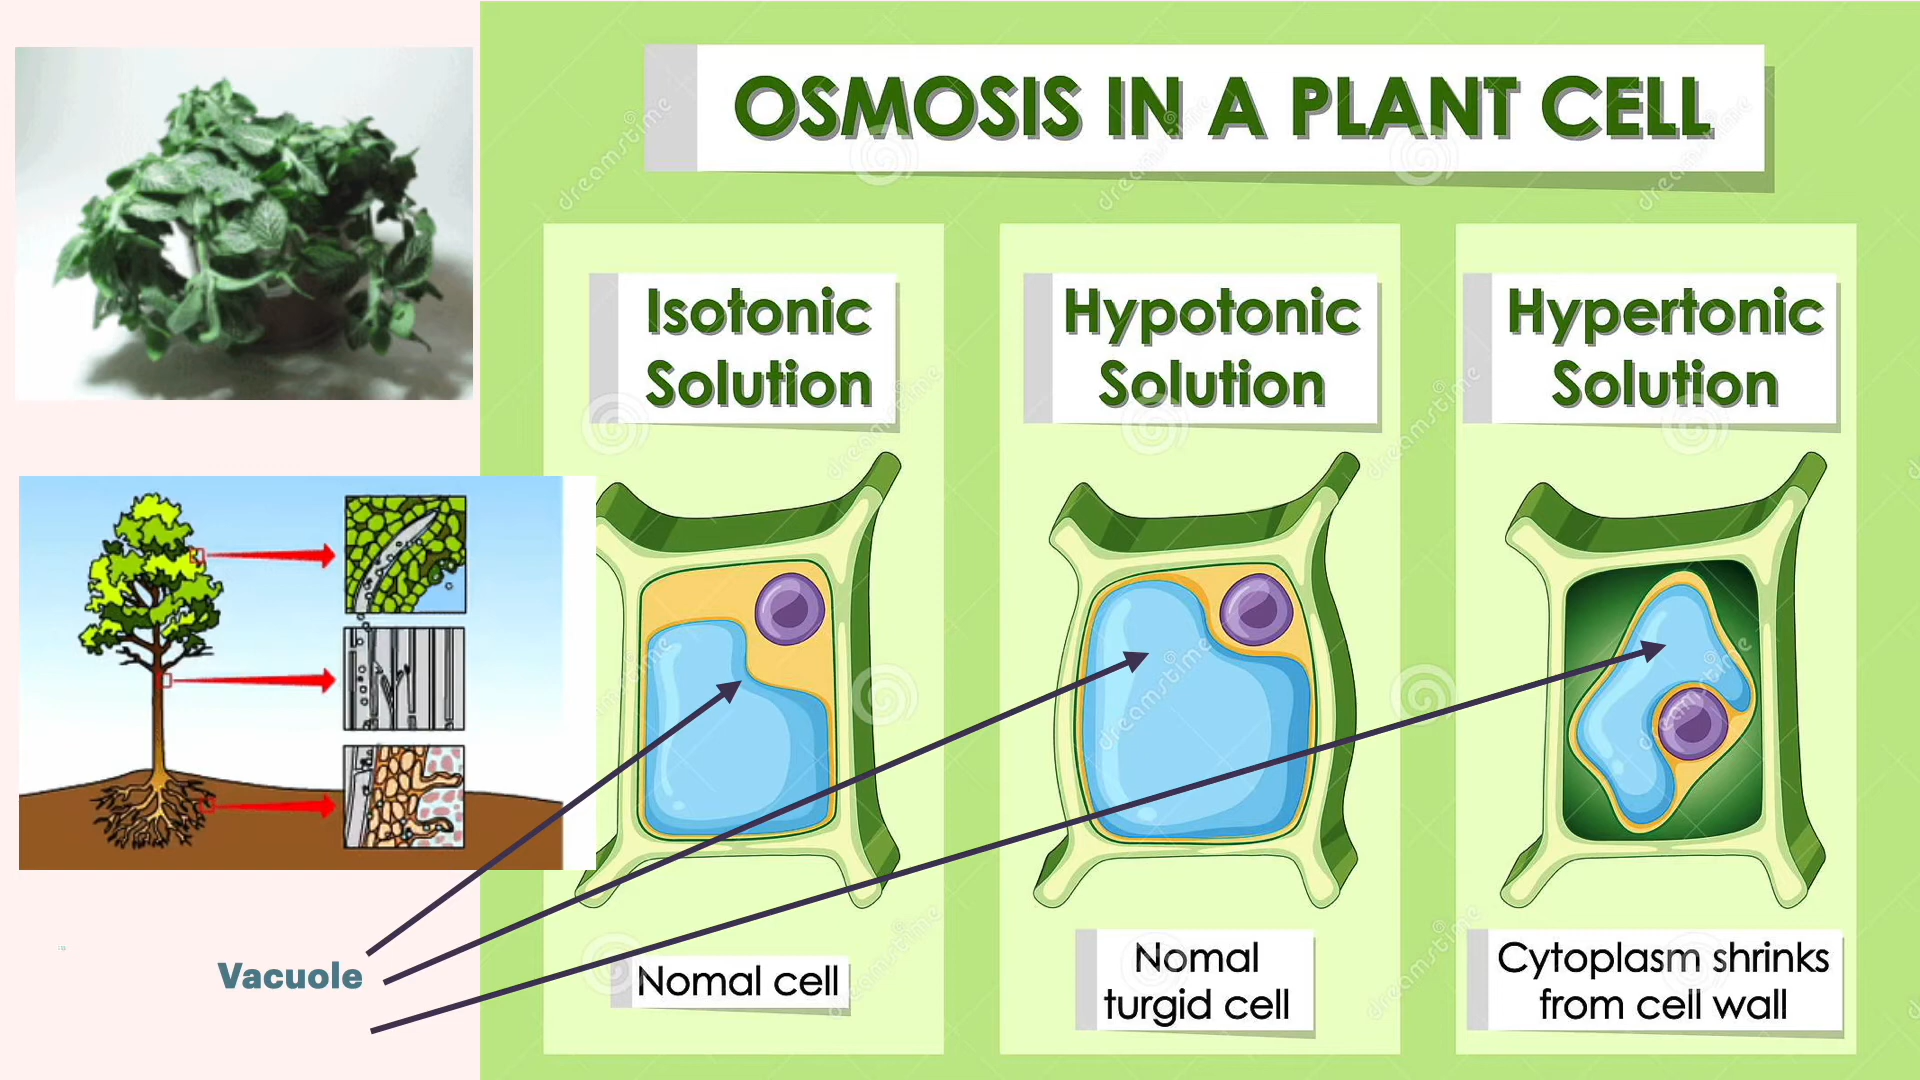 OSMOSIS IN A PLANT CELL
Isotonic
Solution
Hypotonic
Solution
Hypertonic
Solution
Vacuole
Nomal cell
Nomal
turgid cell
Cytoplasm shrinks
from cell wall
dreamstime